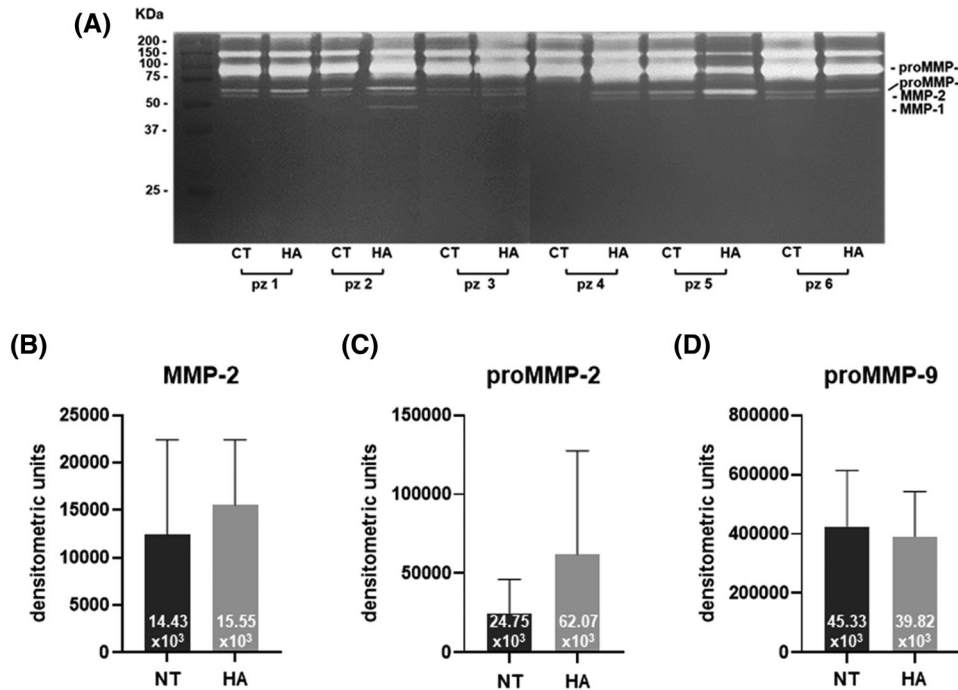 (A)
KDa
200 -
150 -
100 -
75 -
50 -
37 -
25 -
- proMMP-
proMMP-
- MMP-2
- MMP-1
CT HA CT HA CT HA CT HA CT HA CT HA
pz 1 pz 2 pz 3 pz 4 pz 5 pz 6
(B)
MMP-2
densitometric units
25000
20000
15000
10000
5000
0
14.43
x10³
15.55
x10³
NT HA
(C)
proMMP-2
densitometric units
150000
100000
50000
0
24.75
x10³
62.07
x10³
NT HA
(D)
proMMP-9
densitometric units
800000
600000
400000
200000
0
45.33
x10³
39.82
x10³
NT HA